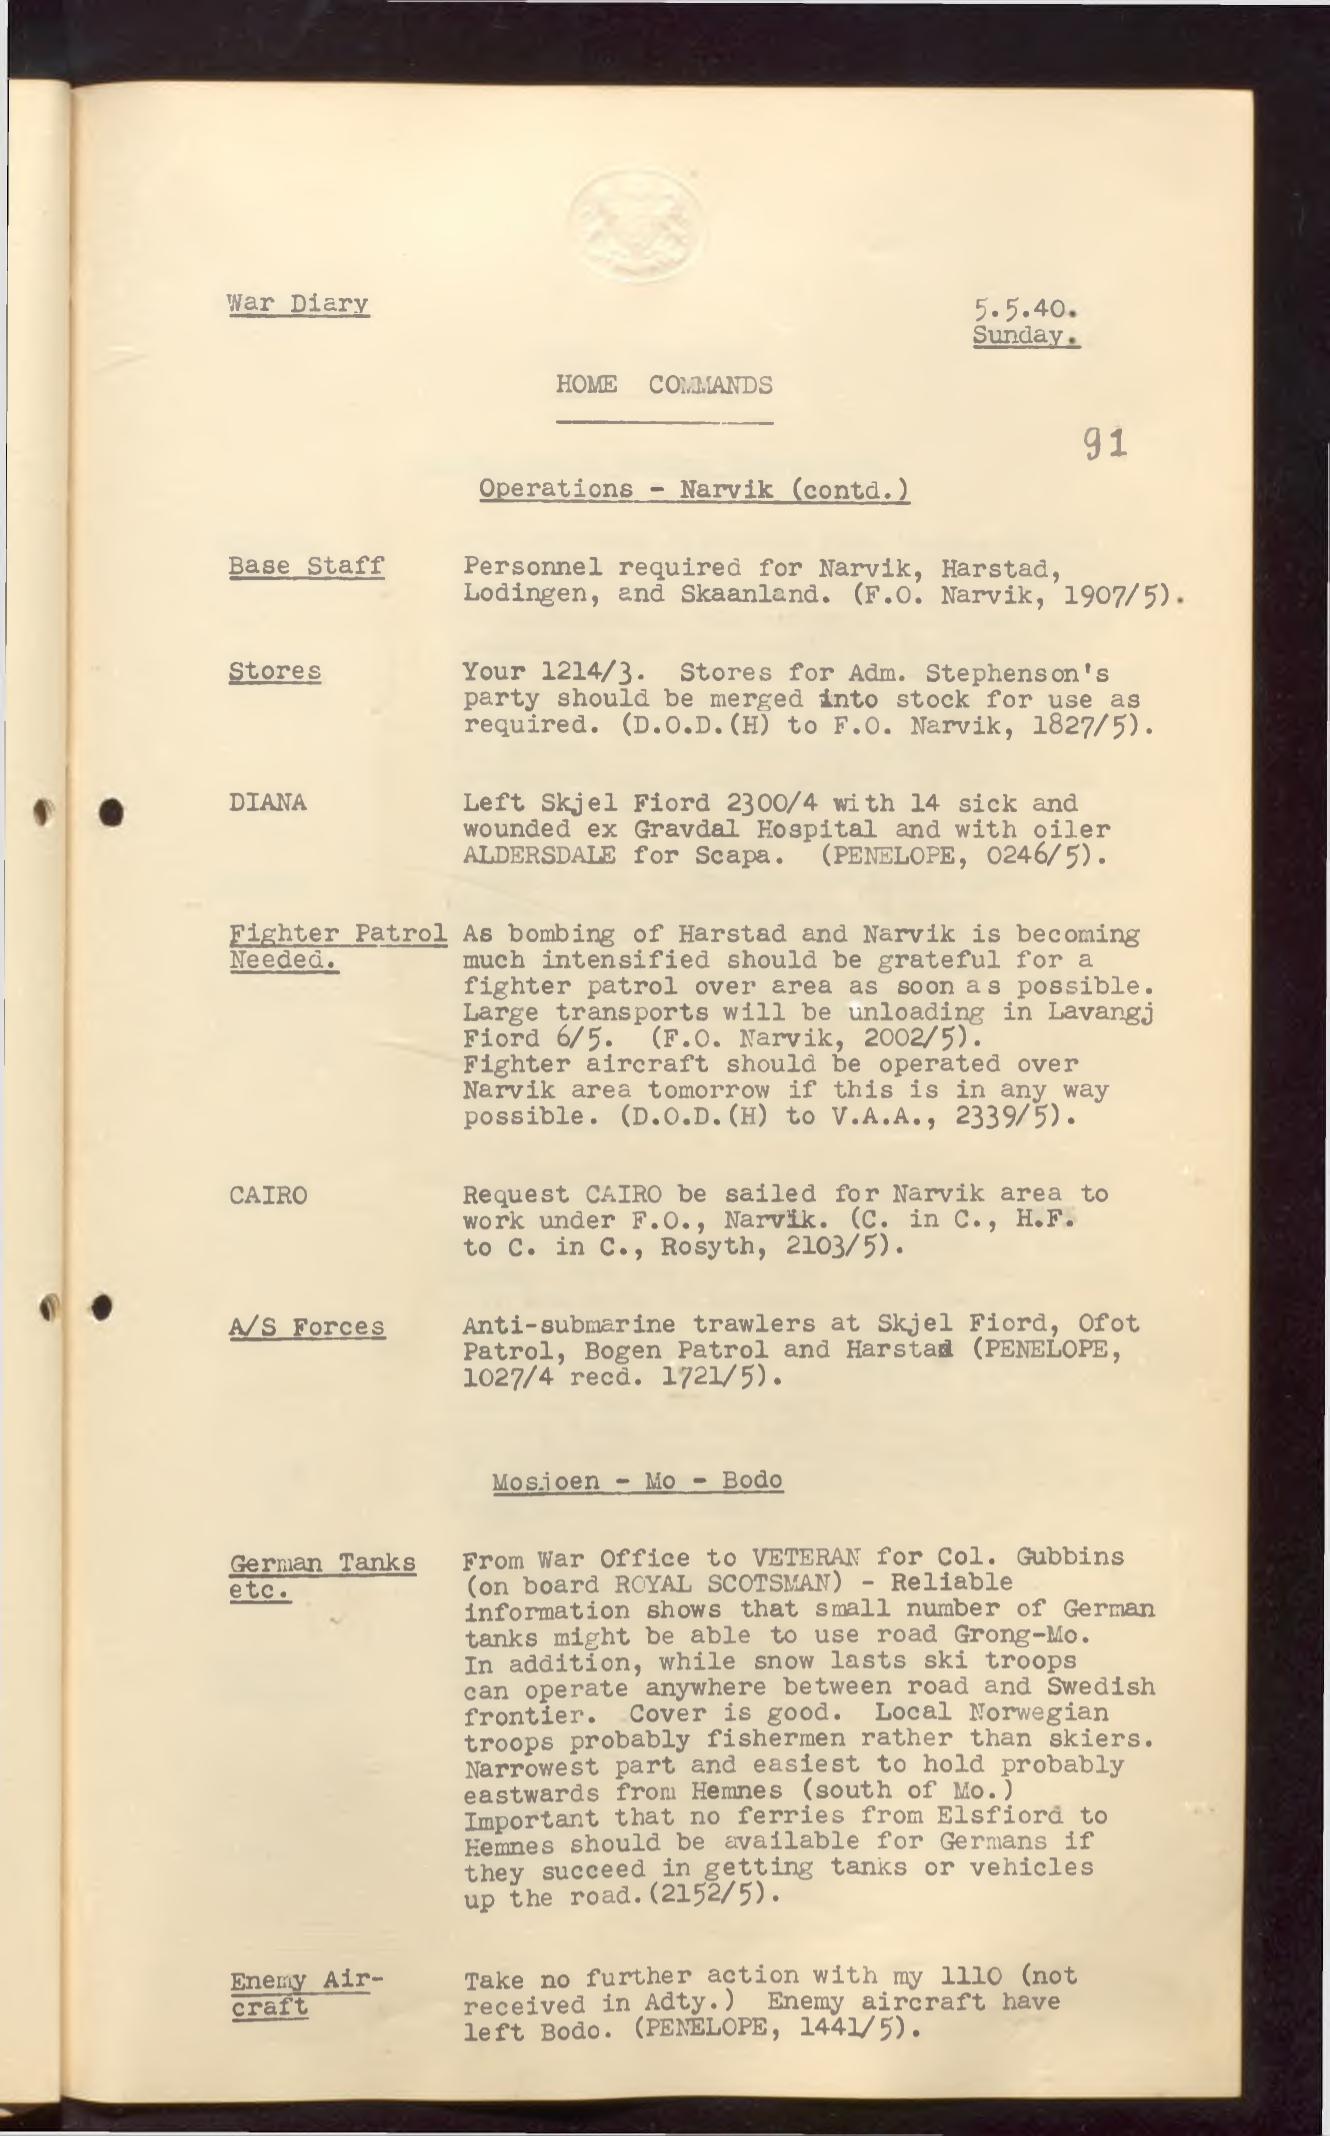 War Diary
5.5.40.
Sunday.
HOME COMMANDS
91
Operations - Narvik (contd.)
Base Staff
Personnel required for Narvik, Harstad,
Lodingen, and Skaanland. (F.O. Narvik, 1907/5).
Stores
Your 1214/3. Stores for Adm. Stephenson's
party should be merged into stock for use as
required. (D.O.D.(H) to F.O. Narvik, 1827/5).
DIANA
Left Skjel Fiord 2300/4 with 14 sick and
wounded ex Gravdal Hospital and with oiler
ALDERSDALE for Scapa. (PENELOPE, 0246/5).
Fighter Patrol
Needed.
As bombing of Harstad and Narvik is becoming
much intensified should be grateful for a
fighter patrol over area as soon as possible.
Large transports will be unloading in Lavangj
Fiord 6/5. (F.O. Narvik, 2002/5).
Fighter aircraft should be operated over
Narvik area tomorrow if this is in any way
possible. (D.O.D.(H) to V.A.A., 2339/5).
CAIRO
Request CAIRO be sailed for Narvik area to
work under F.O., Narvik. (C. in C., H.F.
to C. in C., Rosyth, 2103/5).
A/S Forces
Anti-submarine trawlers at Skjel Fiord, Ofot
Patrol, Bogen Patrol and Harstad (PENELOPE,
1027/4 recd. 1721/5).
Mosjoen - Mo - Bodo
German Tanks
etc.
From War Office to VETERAN for Col. Gubbins
(on board ROYAL SCOTSMAN) - Reliable
information shows that small number of German
tanks might be able to use road Grong-Mo.
In addition, while snow lasts ski troops
can operate anywhere between road and Swedish
frontier. Cover is good. Local Norwegian
troops probably fishermen rather than skiers.
Narrowest part and easiest to hold probably
eastwards from Hemnes (south of Mo.)
Important that no ferries from Elsfiord to
Hemnes should be available for Germans if
they succeed in getting tanks or vehicles
up the road.(2152/5).
Enemy Air-
craft
Take no further action with my 1110 (not
received in Adty.) Enemy aircraft have
left Bodo. (PENELOPE, 1441/5).